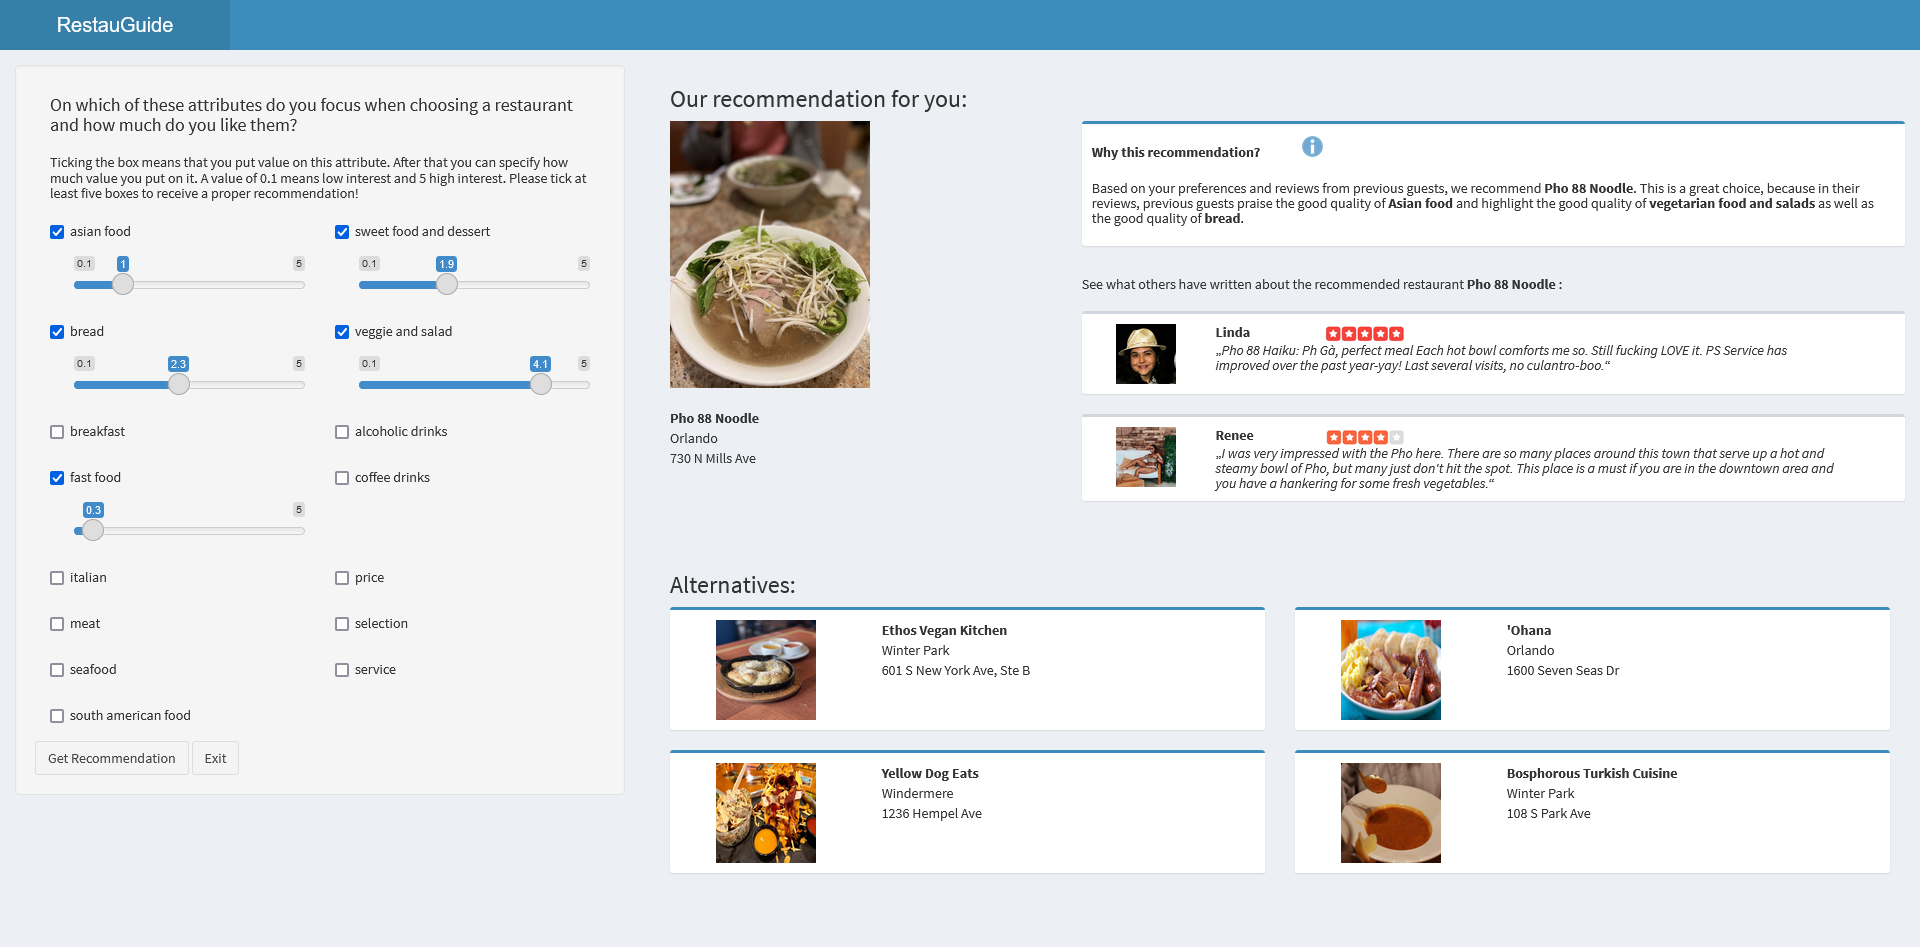 RestauGuide
On which of these attributes do you focus when choosing a restaurant
and how much do you like them?
Ticking the box means that you put value on this attribute. After that you can specify how
much value you put on it. A value of 0.1 means low interest and 5 high interest. Please tick at
least five boxes to receive a proper recommendation!
asian food
0.1 1 5
sweet food and dessert
0.1 1.9 5
bread
0.1 2.3 5
veggie and salad
0.1 4.1 5
breakfast
alcoholic drinks
fast food
0.3 5
coffee drinks
italian
price
meat
selection
seafood
service
south american food
Get Recommendation
Exit
Our recommendation for you:
Pho 88 Noodle
Orlando
730 N Mills Ave
Why this recommendation?
Based on your preferences and reviews from previous guests, we recommend Pho 88 Noodle. This is a great choice, because in their
reviews, previous guests praise the good quality of Asian food and highlight the good quality of vegetarian food and salads as well as
the good quality of bread.
See what others have written about the recommended restaurant Pho 88 Noodle :
Linda
„Pho 88 Haiku: Ph Gà, perfect meal Each hot bowl comforts me so. Still fucking LOVE it. PS Service has
improved over the past year-yay! Last several visits, no culantro-boo.“
Renee
„I was very impressed with the Pho here. There are so many places around this town that serve up a hot and
steamy bowl of Pho, but many just don't hit the spot. This place is a must if you are in the downtown area and
you have a hankering for some fresh vegetables.“
Alternatives:
Ethos Vegan Kitchen
Winter Park
601 S New York Ave, Ste B
'Ohana
Orlando
1600 Seven Seas Dr
Yellow Dog Eats
Windermere
1236 Hempel Ave
Bosphorous Turkish Cuisine
Winter Park
108 S Park Ave